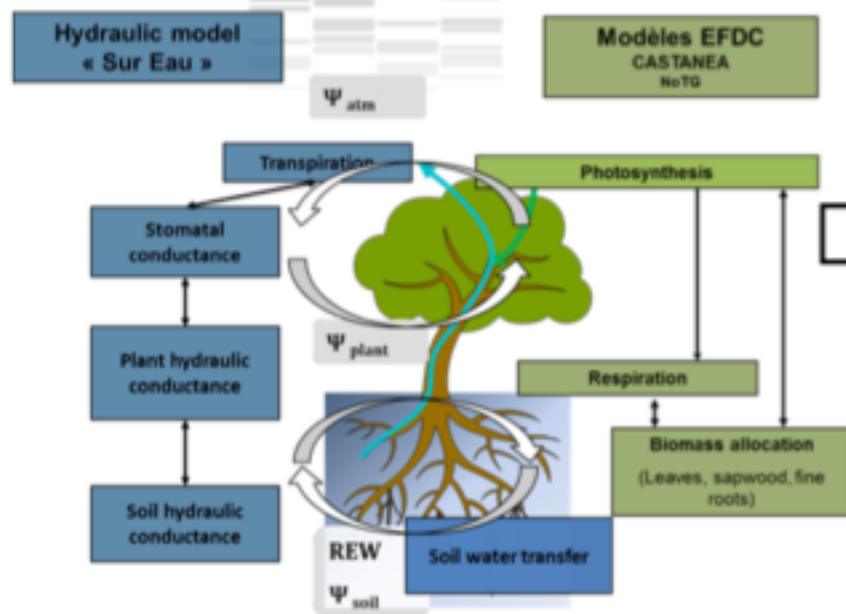 Hydraulic model
« Sur Eau »
Modèles EFDC
CASTANEA
NoTG
Ψ atm
Transpiration
Photosynthesis
Stomatal
conductance
Ψ plant
Plant hydraulic
conductance
Respiration
Biomass allocation
(Leaves, sapwood, fine
roots)
Soil hydraulic
conductance
REW
Soil water transfer
Ψ soil